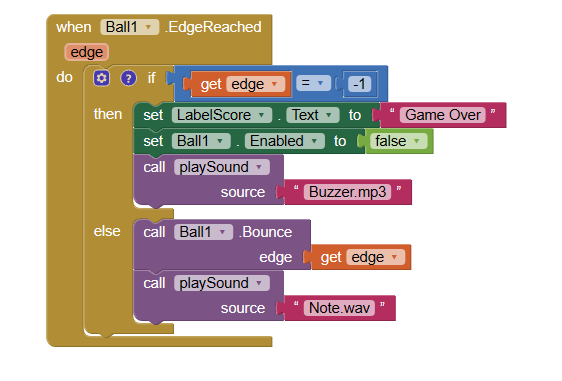 when Ball1 .EdgeReached
edge
do if get edge = -1
then set LabelScore . Text to " Game Over "
set Ball1 . Enabled to false
call playSound
source " Buzzer.mp3 "
else call Ball1 .Bounce
edge get edge
call playSound
source " Note.wav "